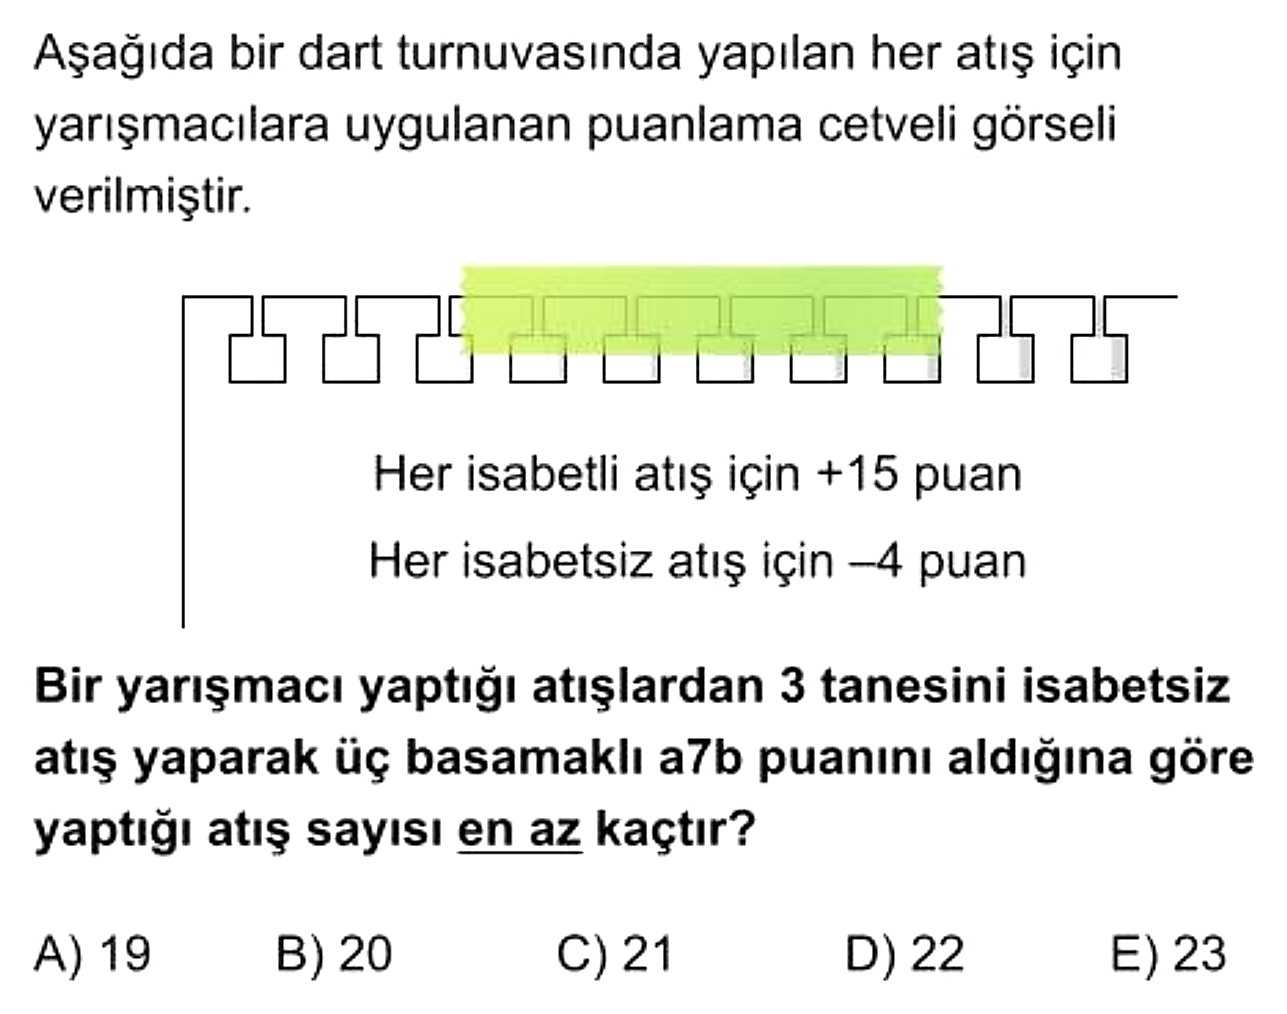 Aşağıda bir dart turnuvasında yapılan her atış için
yarışmacılara uygulanan puanlama cetveli görseli
verilmiştir.
Her isabetli atış için +15 puan
Her isabetsiz atış için –4 puan
Bir yarışmacı yaptığı atışlardan 3 tanesini isabetsiz
atış yaparak üç basamaklı a7b puanını aldığına göre
yaptığı atış sayısı en az kaçtır?
A) 19 B) 20 C) 21 D) 22 E) 23